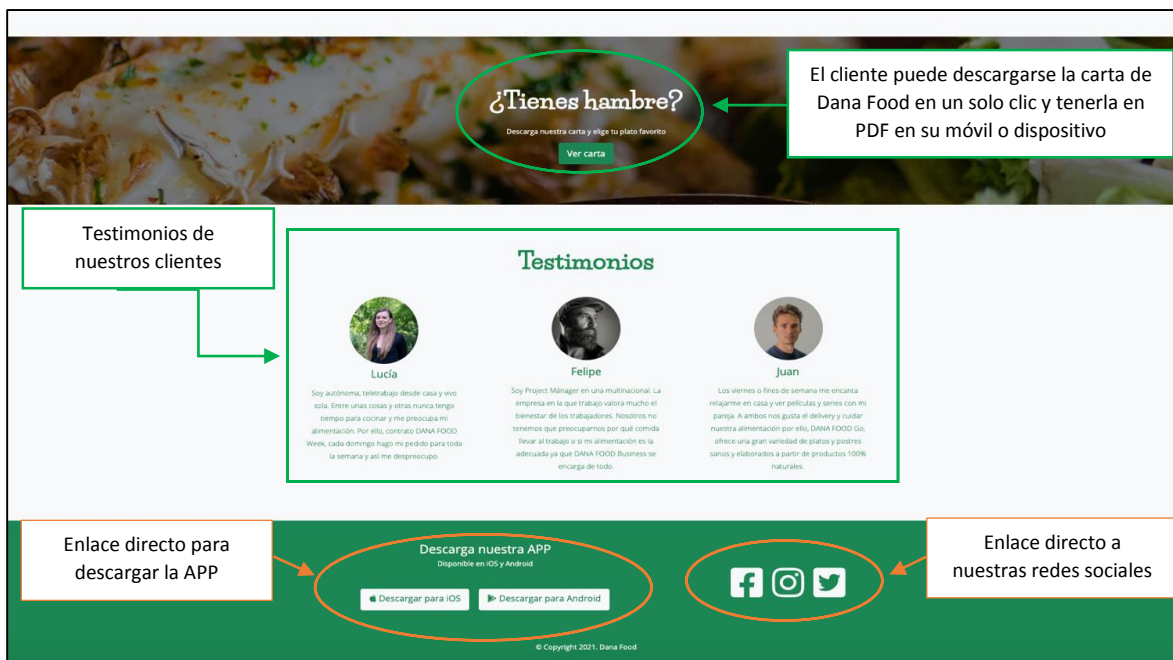 ¿Tienes hambre?
Descarga nuestra carta y elige tu plato favorito
Ver carta
El cliente puede descargarse la carta de
Dana Food en un solo clic y tenerla en
PDF en su móvil o dispositivo
Testimonios de
nuestros clientes
Testimonios
Lucía
Soy autónoma, teletrabajo desde casa y vivo
sola. Entre unas cosas y otras nunca tengo
tiempo para cocinar y me preocupa mi
alimentación. Por ello, contrato DANA FOOD
Week, cada domingo hago mi pedido para toda
la semana y así me despreocupo.
Felipe
Soy Project Mánager en una multinacional. La
empresa en la que trabajo valora mucho el
bienestar de los trabajadores. Nosotros no
tenemos que preocuparnos por qué comida
llevar al trabajo o si mi alimentación es la
adecuada ya que DANA FOOD Business se
encarga de todo.
Juan
Los viernes o fines de semana me encanta
relajarme en casa y ver películas y series con mi
pareja. A ambos nos gusta el delivery y cuidar
nuestra alimentación por ello, DANA FOOD Go,
ofrece una gran variedad de platos y postres
sanos y elaborados a partir de productos 100%
naturales.
Enlace directo para
descargar la APP
Descarga nuestra APP
Disponible en iOS y Android
Descargar para iOS
Descargar para Android
Enlace directo a
nuestras redes sociales
© Copyright 2021. Dana Food